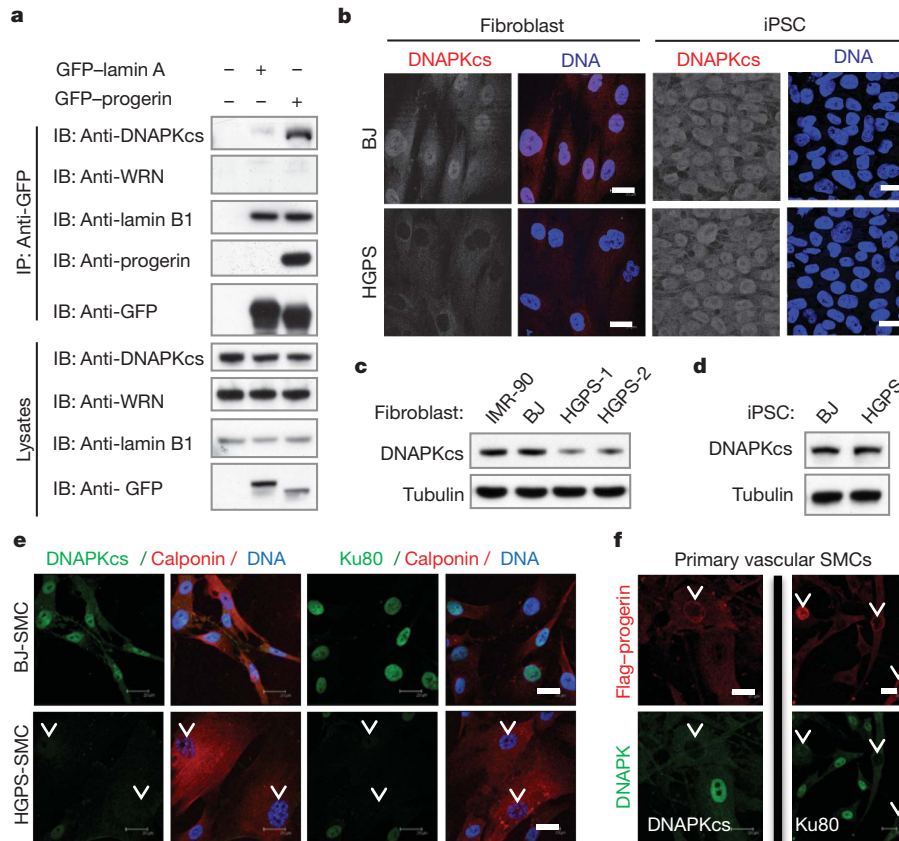 a
GFP–lamin A – + –
GFP–progerin – – +
IP: Anti-GFP
IB: Anti-DNAPKcs
IB: Anti-WRN
IB: Anti-lamin B1
IB: Anti-progerin
IB: Anti-GFP
Lysates
IB: Anti-DNAPKcs
IB: Anti-WRN
IB: Anti-lamin B1
IB: Anti- GFP
b
Fibroblast iPSC
DNAPKcs DNA DNAPKcs DNA
BJ
HGPS
c
Fibroblast: IMR-90 BJ HGPS-1 HGPS-2
DNAPKcs
Tubulin
d
iPSC: BJ HGPS
DNAPKcs
Tubulin
e
DNAPKcs / Calponin / DNA Ku80 / Calponin / DNA
BJ-SMC
HGPS-SMC
f
Primary vascular SMCs
Flag–progerin
DNAPK
DNAPKcs Ku80